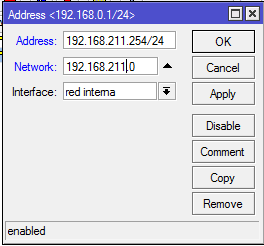 Address <192.168.0.1/24>
Address: 192.168.211.254/24 OK
Network: 192.168.211.0 Cancel
Interface: red interna Apply
Disable
Comment
Copy
Remove
enabled